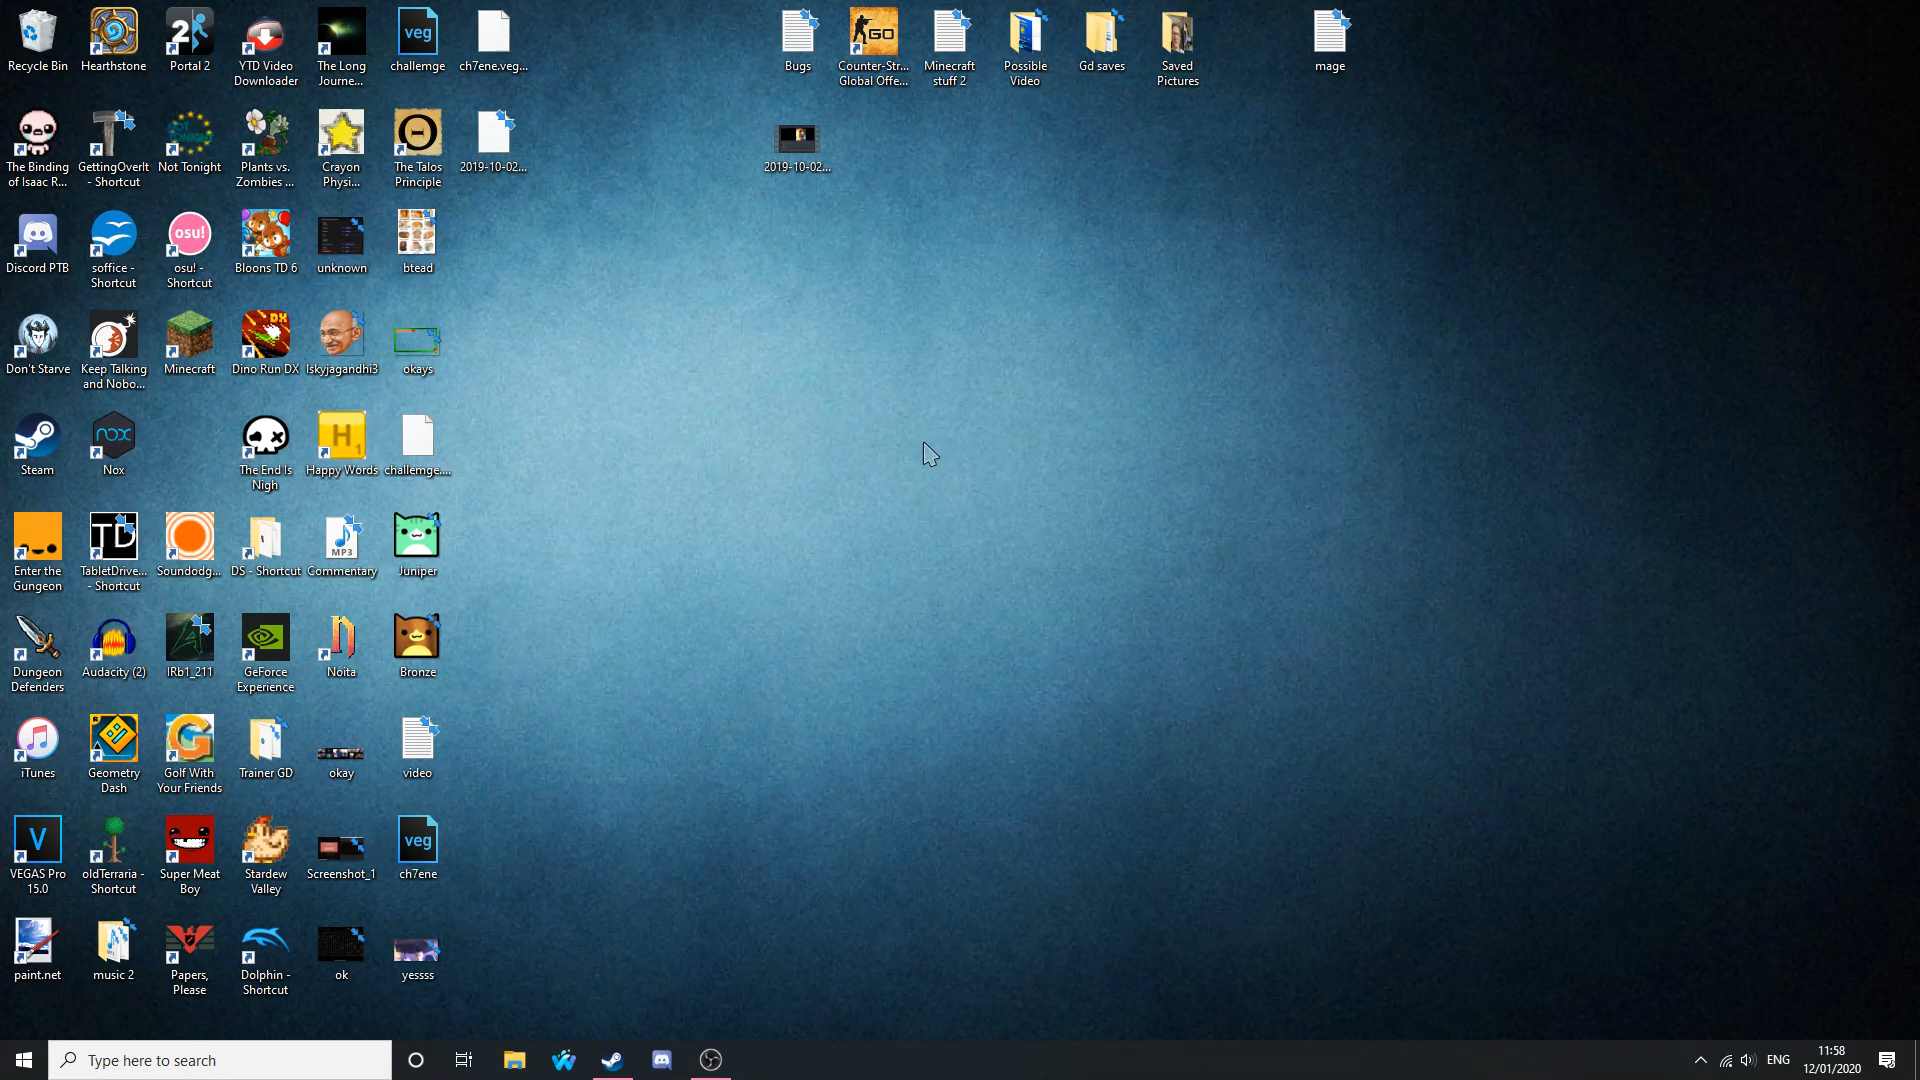 Recycle Bin
Hearthstone
Portal 2
YTD Video
Downloader
The Long
Journe...
veg
challemge
ch7ene.veg...
Bugs
GO
Counter-Str...
Global Offe...
Minecraft
stuff 2
Possible
Video
Gd saves
Saved
Pictures
mage
The Binding
of Isaac R...
GettingOverIt
- Shortcut
Not Tonight
Plants vs.
Zombies ...
Crayon
Physi...
The Talos
Principle
2019-10-02...
2019-10-02...
Discord PTB
soffice -
Shortcut
osu!
osu! -
Shortcut
Bloons TD 6
unknown
btead
Don't Starve
Keep Talking
and Nobo...
Minecraft
DX
Dino Run DX
lskyjagandhi3
okays
Steam
nox
Nox
The End Is
Nigh
H
1
Happy Words
challemge....
Enter the
Gungeon
TD
TabletDrive...
- Shortcut
Soundodg...
DS - Shortcut
MP3
Commentary
Juniper
Dungeon
Defenders
Audacity (2)
IRb1_211
GeForce
Experience
Noita
Bronze
iTunes
Geometry
Dash
G
Golf With
Your Friends
Trainer GD
okay
video
V
VEGAS Pro
15.0
oldTerraria -
Shortcut
Super Meat
Boy
Stardew
Valley
Screenshot_1
veg
ch7ene
paint.net
music 2
Papers,
Please
Dolphin -
Shortcut
ok
yessss
Type here to search
ENG
11:58
12/01/2020